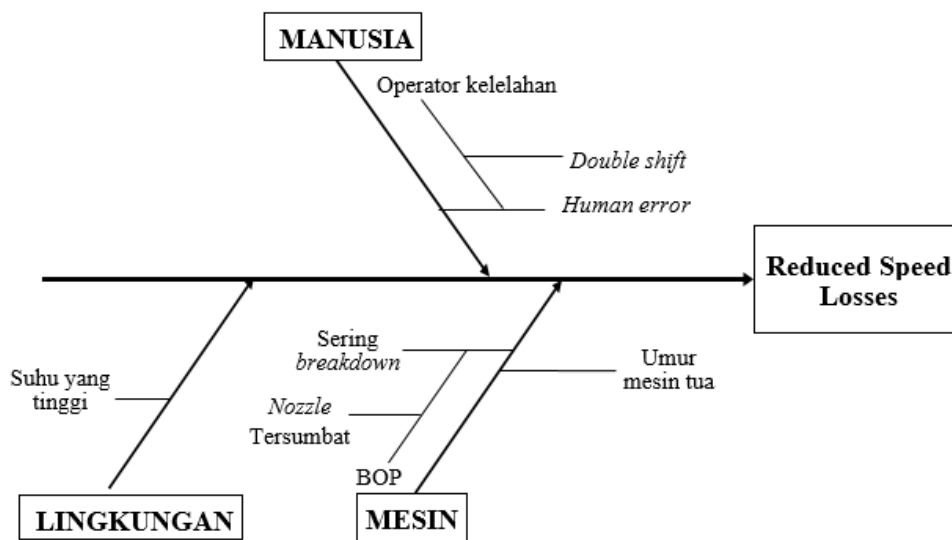 MANUSIA
Operator kelelahan
Double shift
Human error
Reduced Speed
Losses
Sering
breakdown
Umur
mesin tua
Suhu yang
tinggi
Nozzle
Tersumbat
BOP
LINGKUNGAN
MESIN